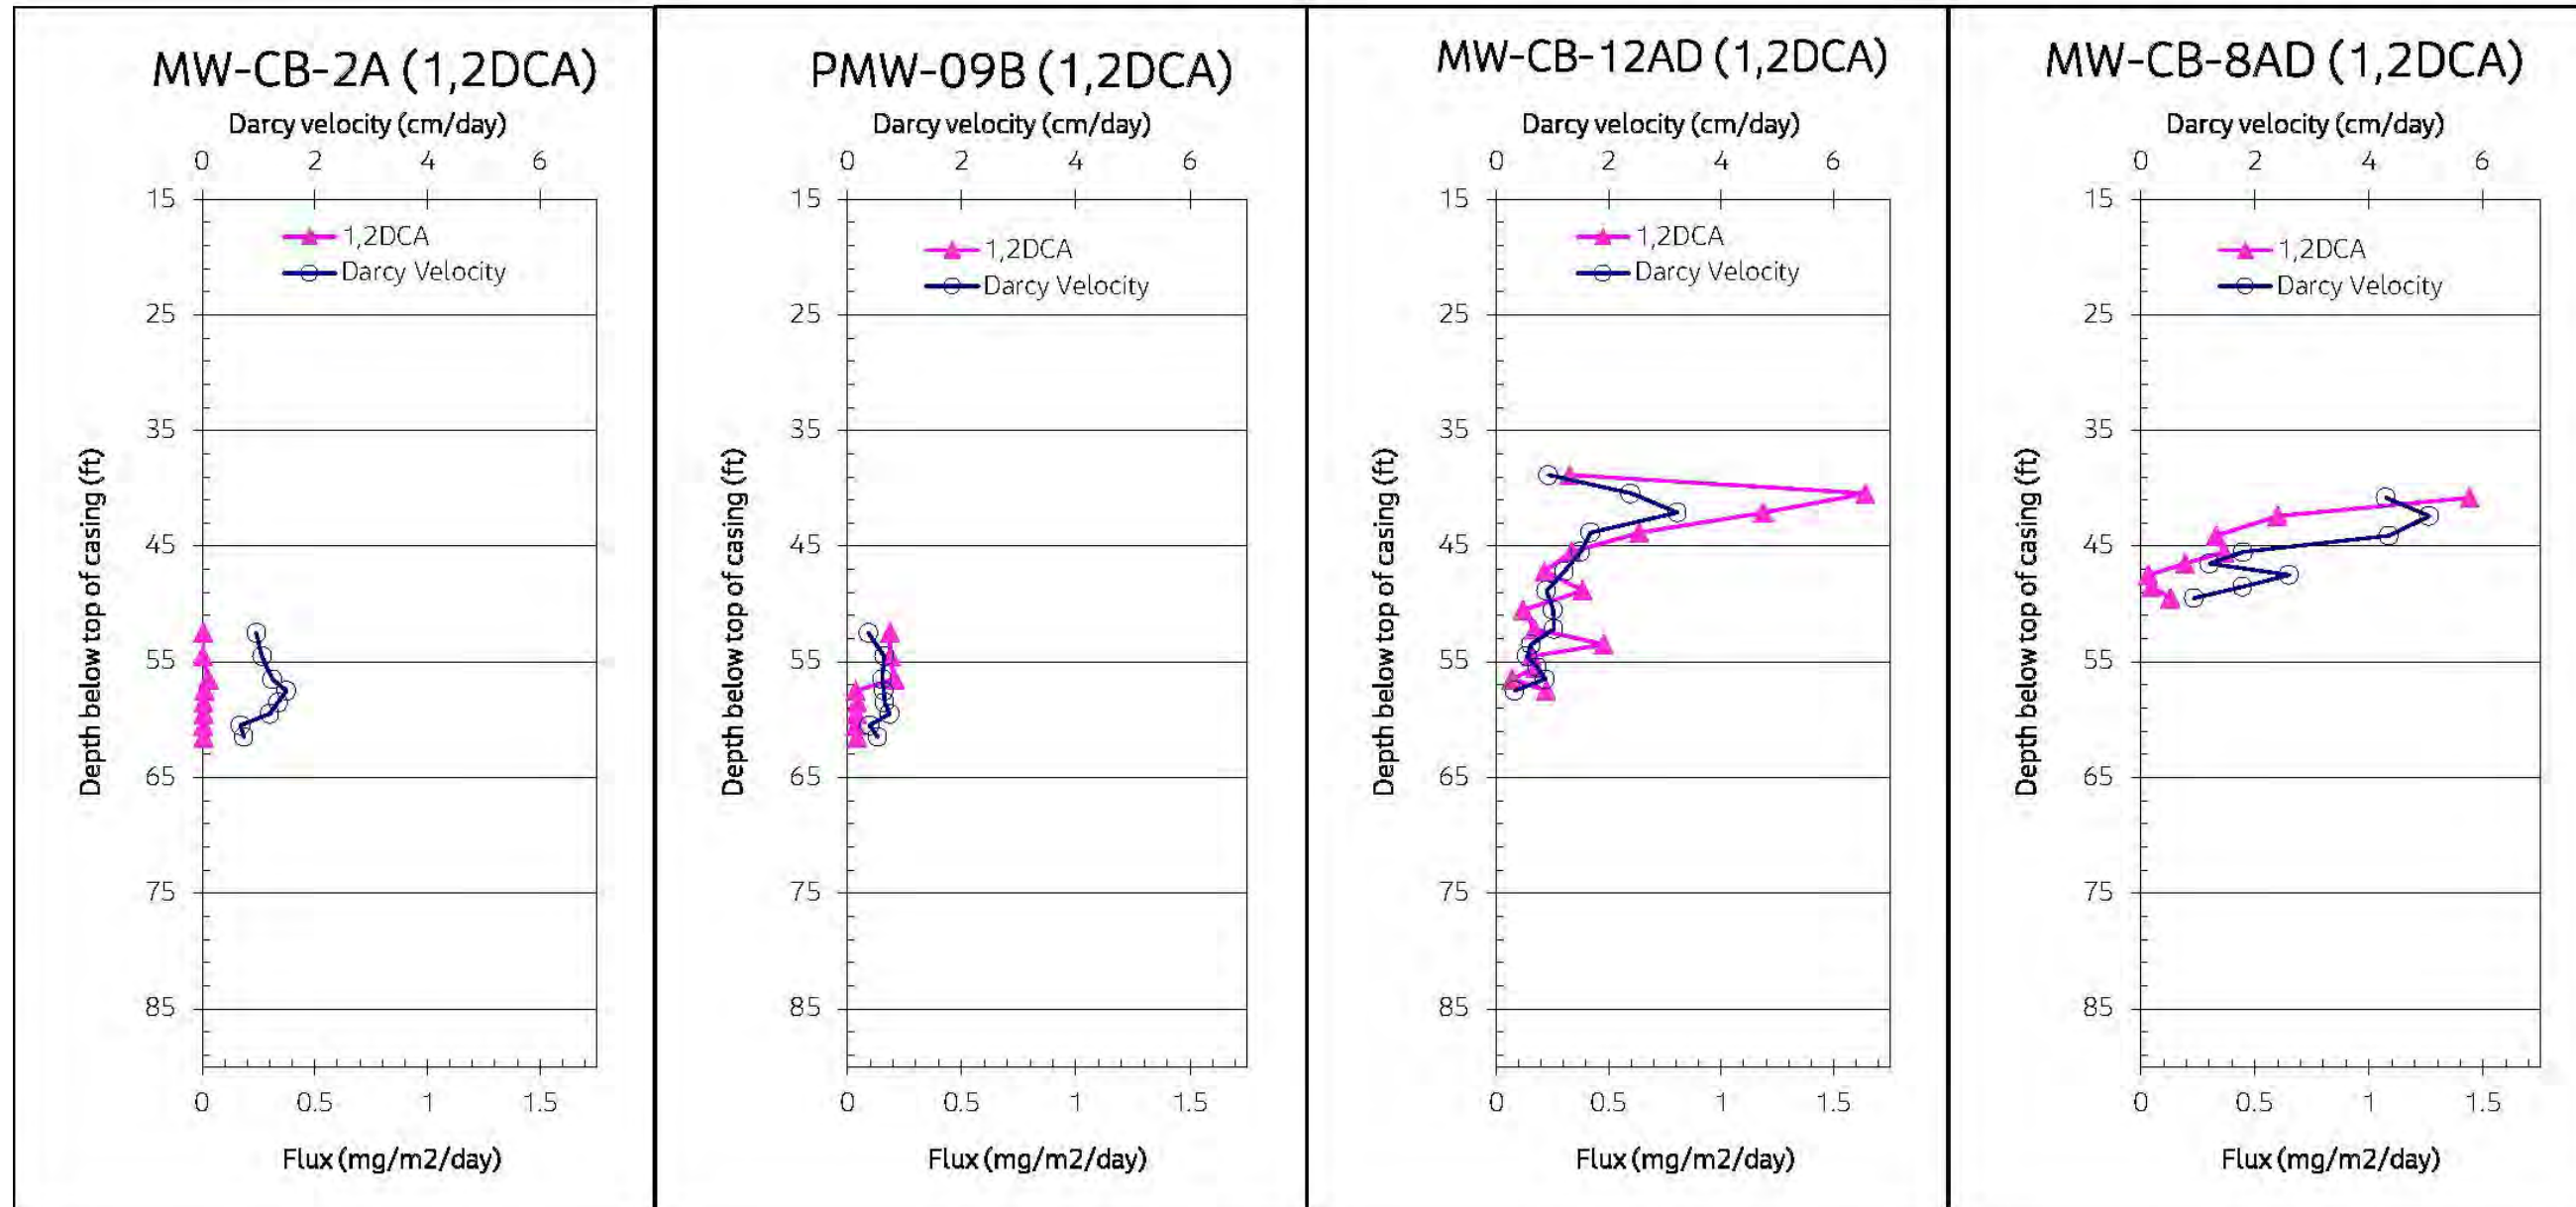 MW-CB-2A (1,2DCA)
Darcy velocity (cm/day)
0 2 4 6
15
25
35
45
55
65
75
85
1,2DCA
Darcy Velocity
Depth below top of casing (ft)
0 0.5 1 1.5
Flux (mg/m2/day)
PMW-09B (1,2DCA)
Darcy velocity (cm/day)
0 2 4 6
15
25
35
45
55
65
75
85
1,2DCA
Darcy Velocity
Depth below top of casing (ft)
0 0.5 1 1.5
Flux (mg/m2/day)
MW-CB-12AD (1,2DCA)
Darcy velocity (cm/day)
0 2 4 6
15
25
35
45
55
65
75
85
1,2DCA
Darcy Velocity
Depth below top of casing (ft)
0 0.5 1 1.5
Flux (mg/m2/day)
MW-CB-8AD (1,2DCA)
Darcy velocity (cm/day)
0 2 4 6
15
25
35
45
55
65
75
85
1,2DCA
Darcy Velocity
Depth below top of casing (ft)
0 0.5 1 1.5
Flux (mg/m2/day)